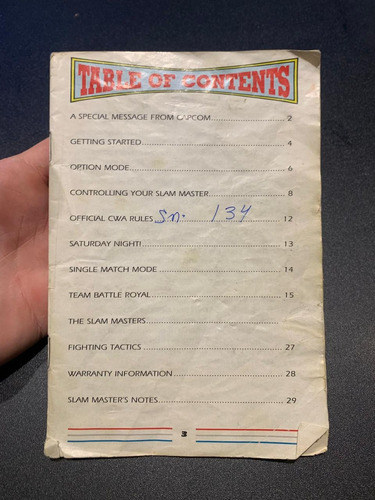 TABLE OF CONTENTS
A SPECIAL MESSAGE FROM CAPCOM.................... 2
GETTING STARTED.................... 4
OPTION MODE.................... 6
CONTROLLING YOUR SLAM MASTER.................... 8
OFFICIAL CWA RULES Sn. 134 .................... 12
SATURDAY NIGHT!.................... 13
SINGLE MATCH MODE.................... 14
TEAM BATTLE ROYAL.................... 15
THE SLAM MASTERS....................
FIGHTING TACTICS.................... 27
WARRANTY INFORMATION.................... 28
SLAM MASTER'S NOTES.................... 29
3